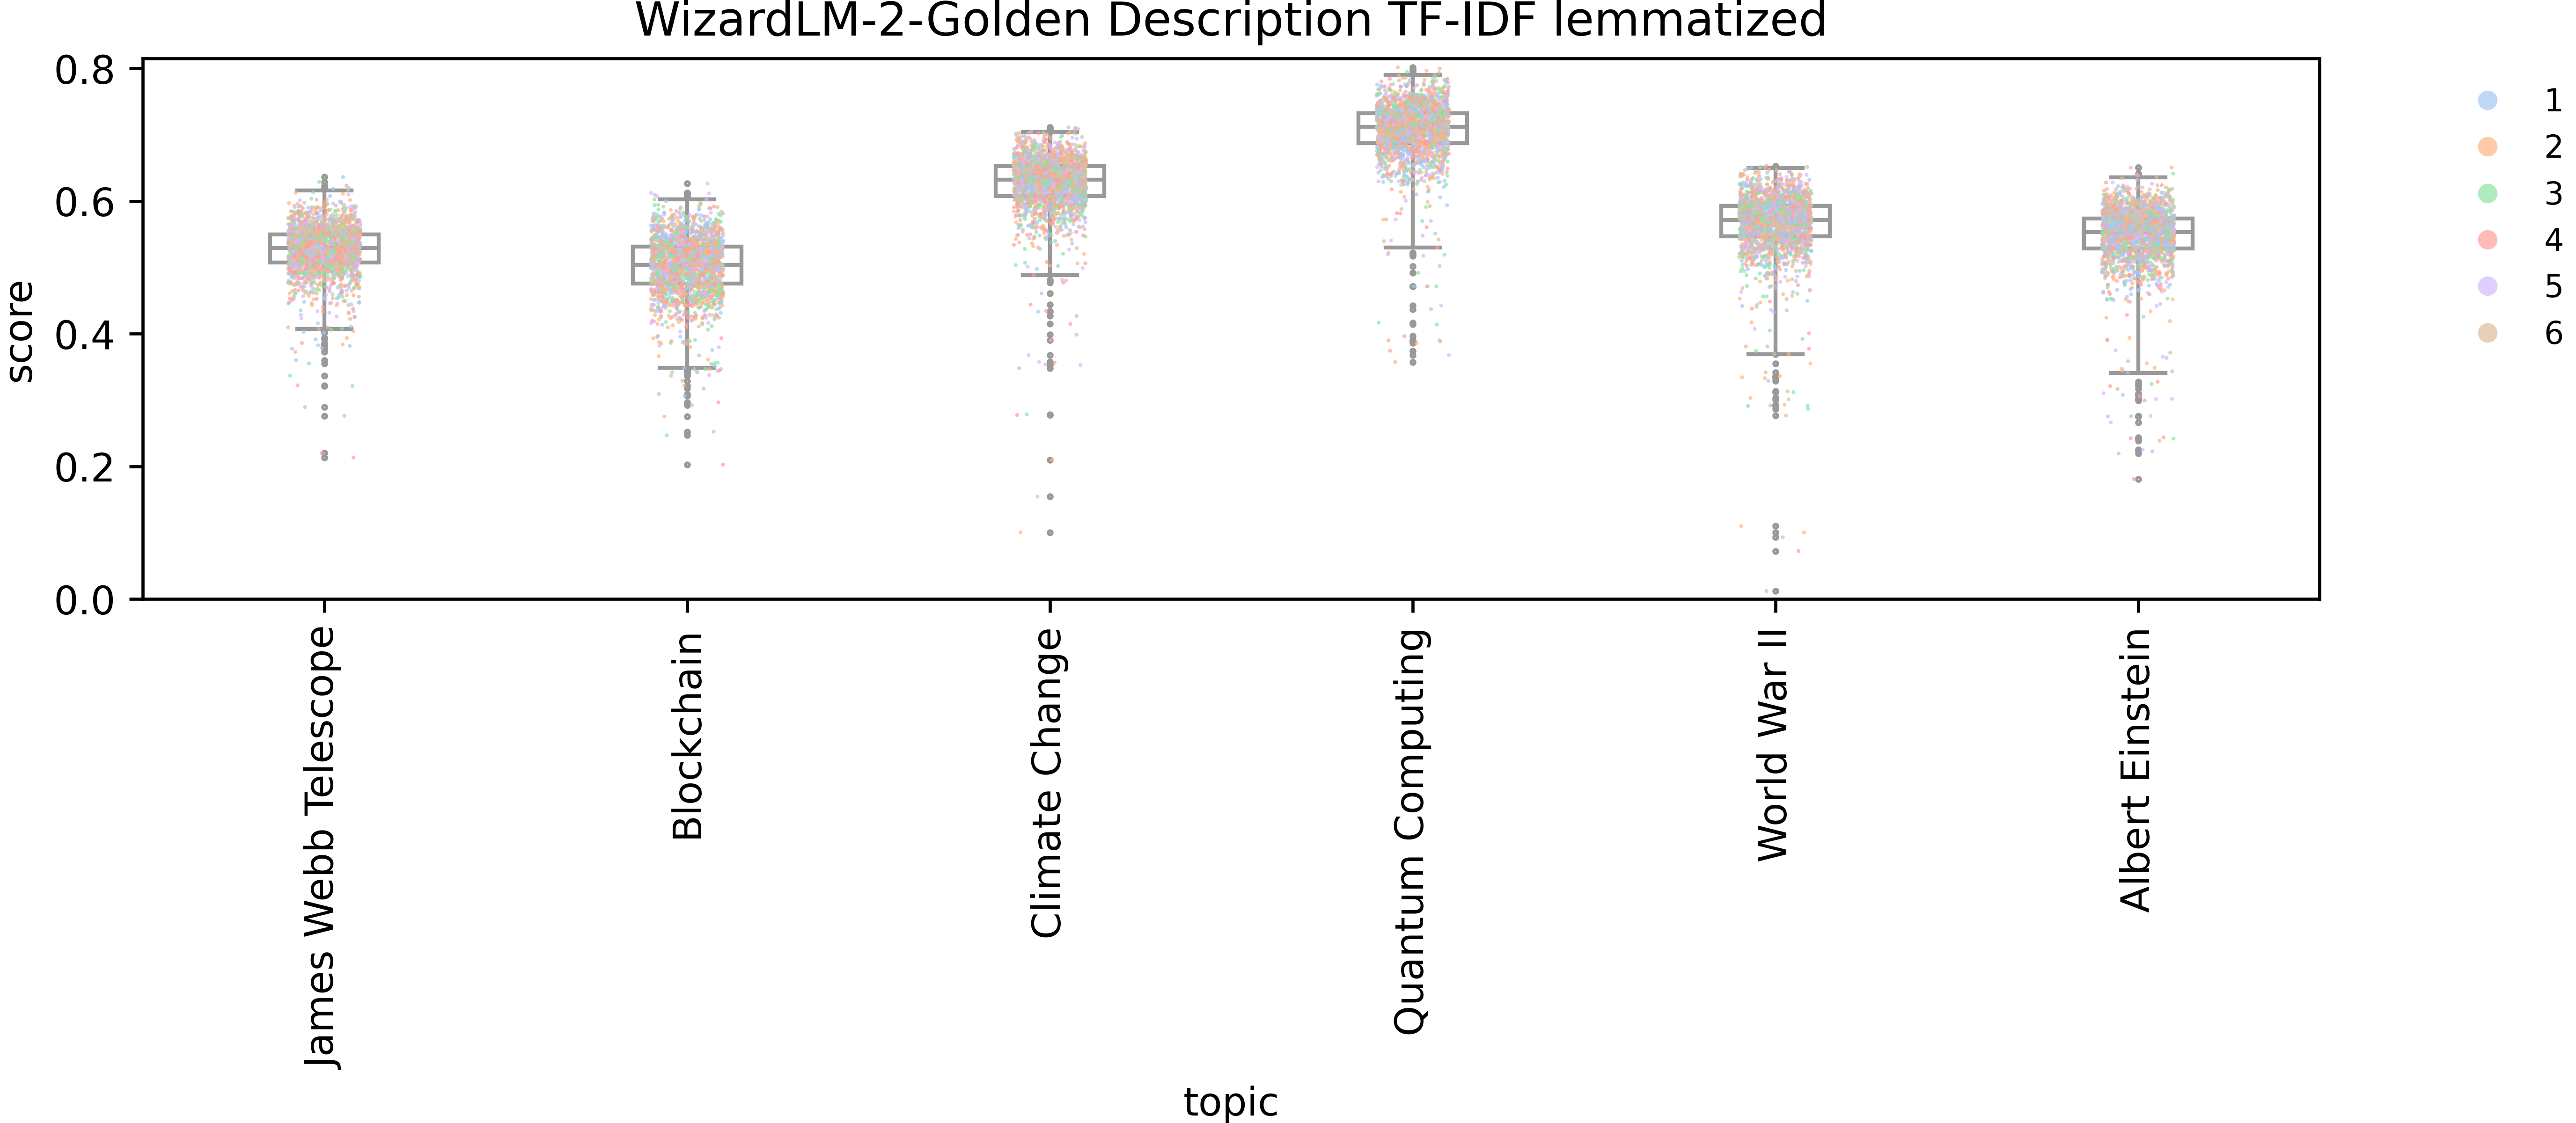 WizardLM-2-Golden Description TF-IDF lemmatized
score
0.8
0.6
0.4
0.2
0.0
James Webb Telescope
Blockchain
Climate Change
Quantum Computing
World War II
Albert Einstein
topic
1
2
3
4
5
6